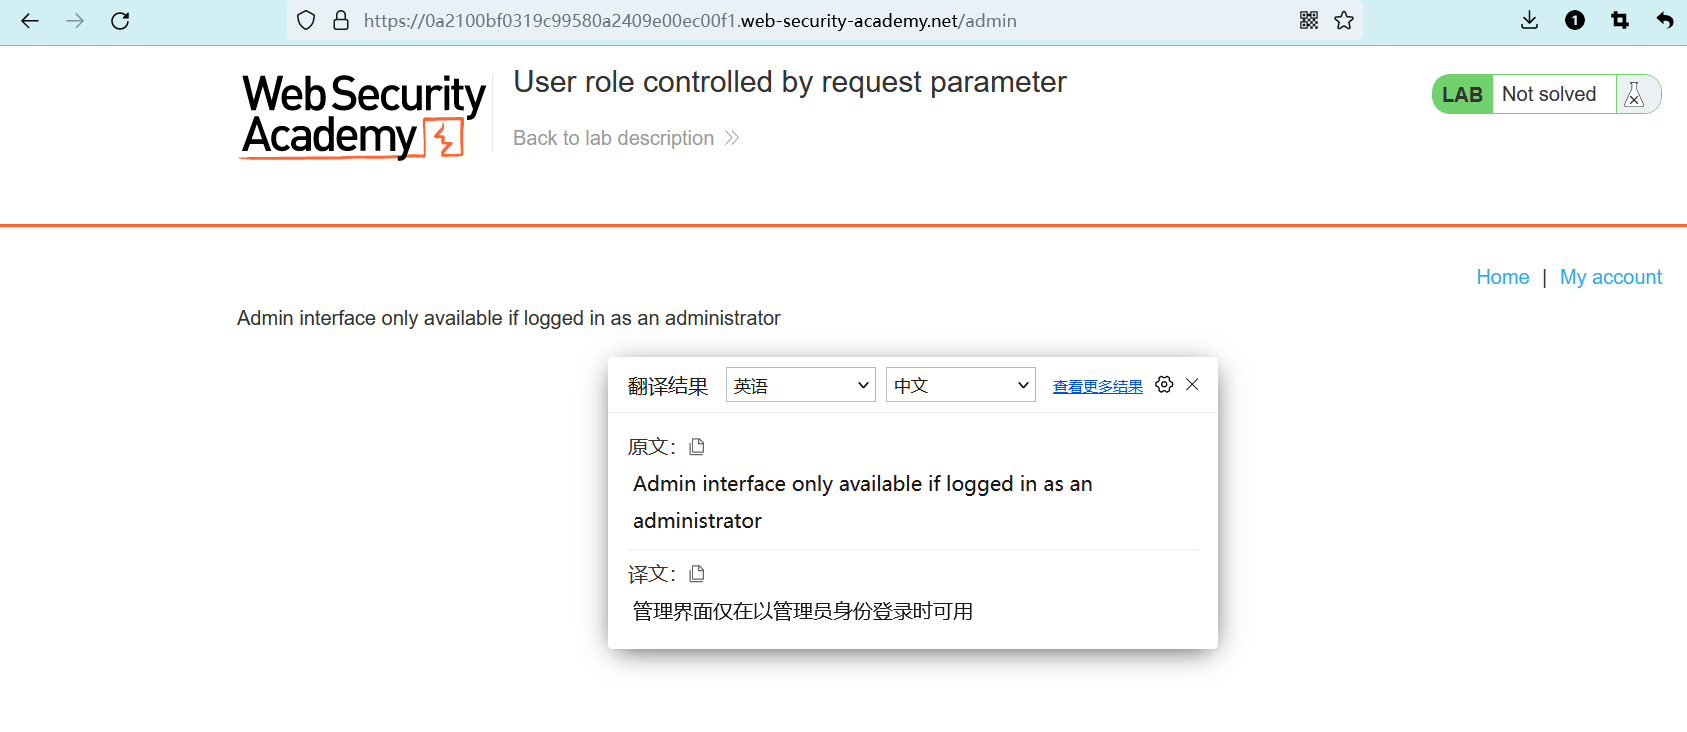 https://0a2100bf0319c99580a2409e00ec00f1.web-security-academy.net/admin
1
Web Security
Academy
User role controlled by request parameter
Back to lab description
LAB Not solved
Home | My account
Admin interface only available if logged in as an administrator
翻译结果 英语 中文 查看更多结果
原文：
Admin interface only available if logged in as an
administrator
译文：
管理界面仅在以管理员身份登录时可用